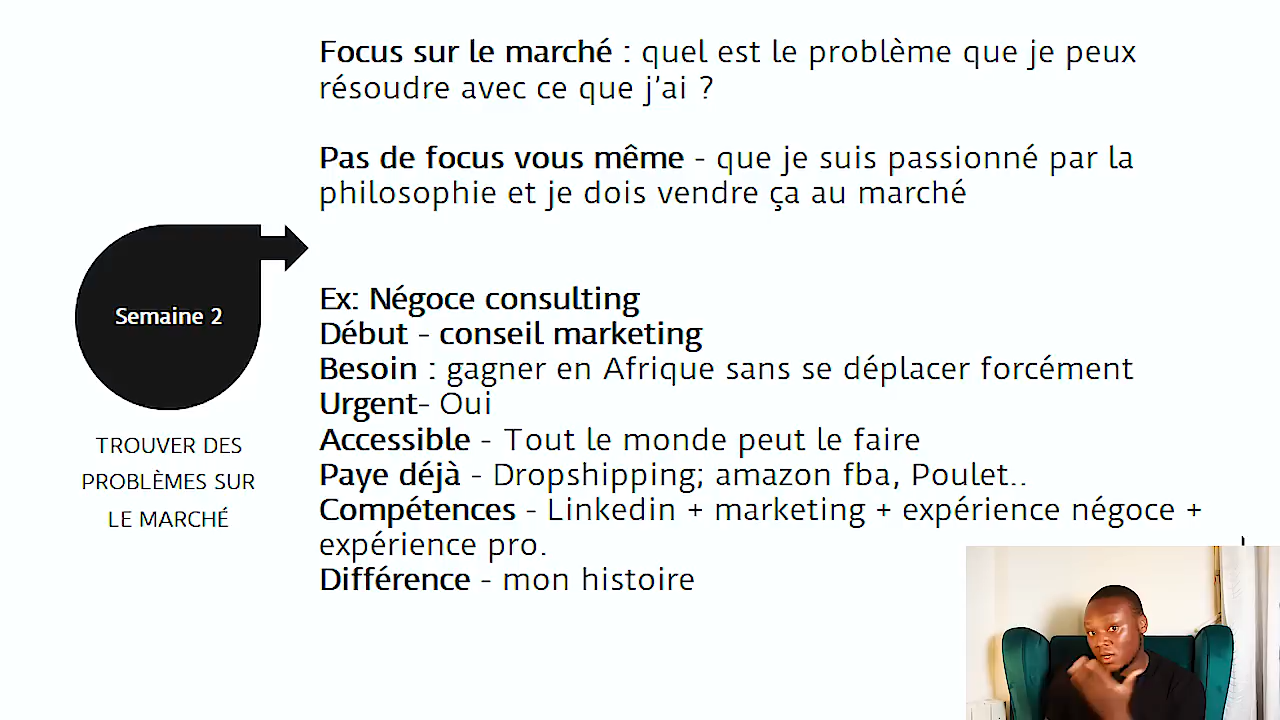 Focus sur le marché : quel est le problème que je peux
résoudre avec ce que j'ai ?
Pas de focus vous même - que je suis passionné par la
philosophie et je dois vendre ça au marché
Semaine 2
TROUVER DES
PROBLÈMES SUR
LE MARCHÉ
Ex: Négoce consulting
Début - conseil marketing
Besoin : gagner en Afrique sans se déplacer forcément
Urgent- Oui
Accessible - Tout le monde peut le faire
Paye déjà - Dropshipping; amazon fba, Poulet..
Compétences - Linkedin + marketing + expérience négoce +
expérience pro.
Différence - mon histoire